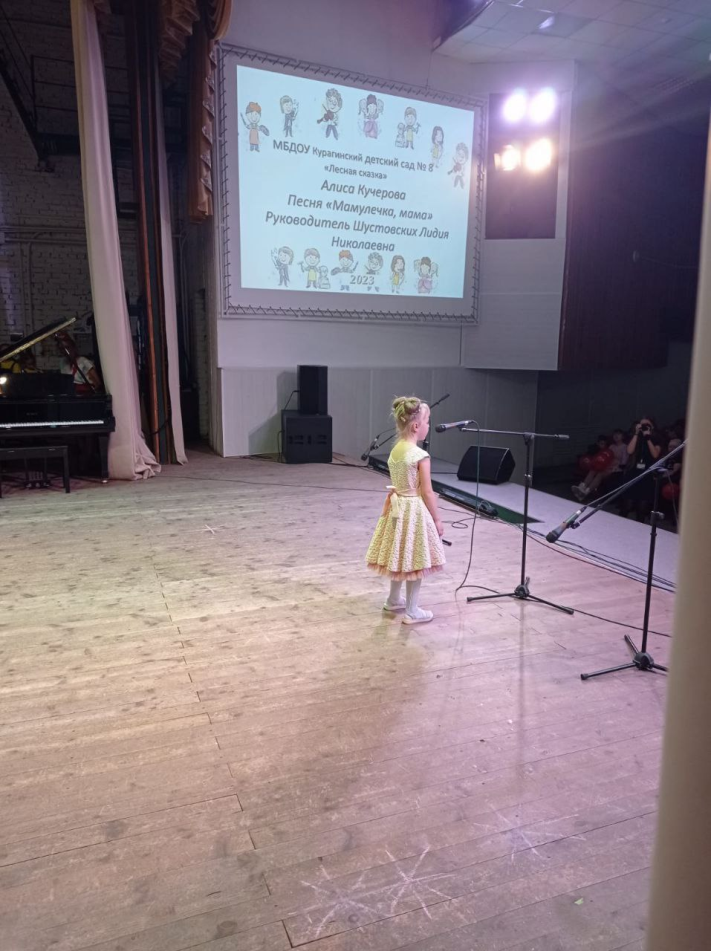 МБДОУ Курагинский детский сад № 8
«Лесная сказка»
Алиса Кучерова
Песня «Мамулечка, мама»
Руководитель Шустовских Лидия
Николаевна
2023